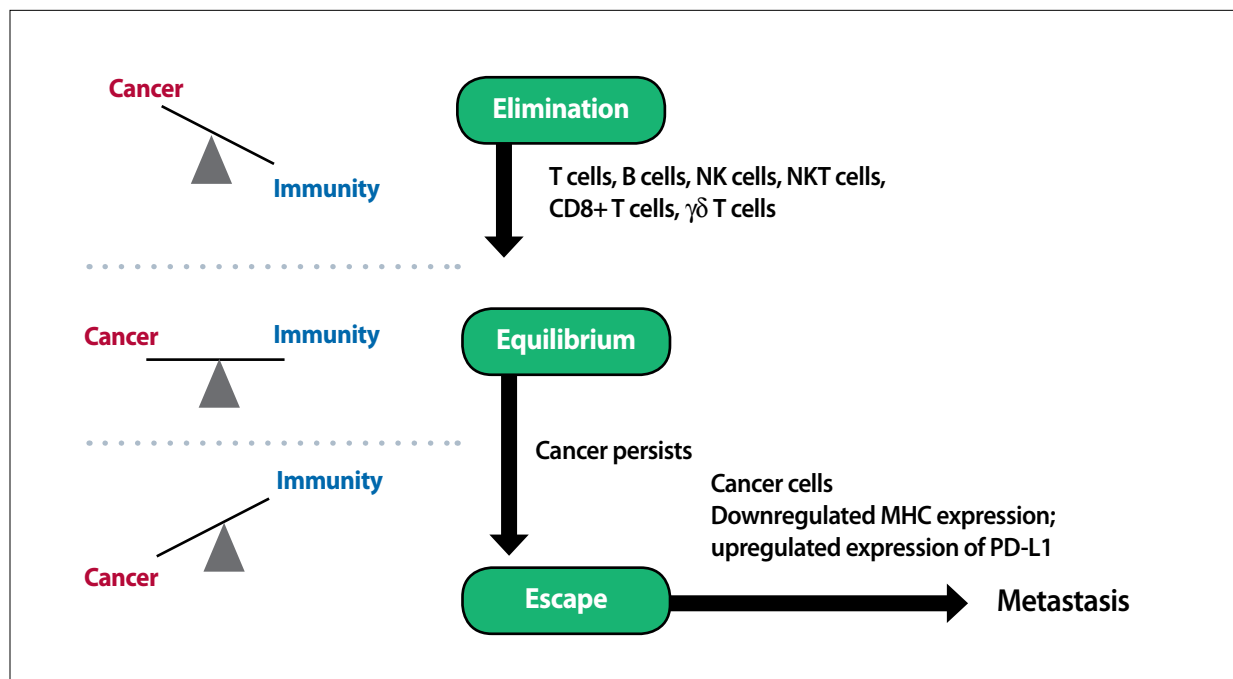 Cancer
Immunity
Elimination
T cells, B cells, NK cells, NKT cells,
CD8+ T cells, γδ T cells
Cancer
Immunity
Equilibrium
Cancer persists
Immunity
Cancer
Cancer cells
Downregulated MHC expression;
upregulated expression of PD-L1
Escape
Metastasis